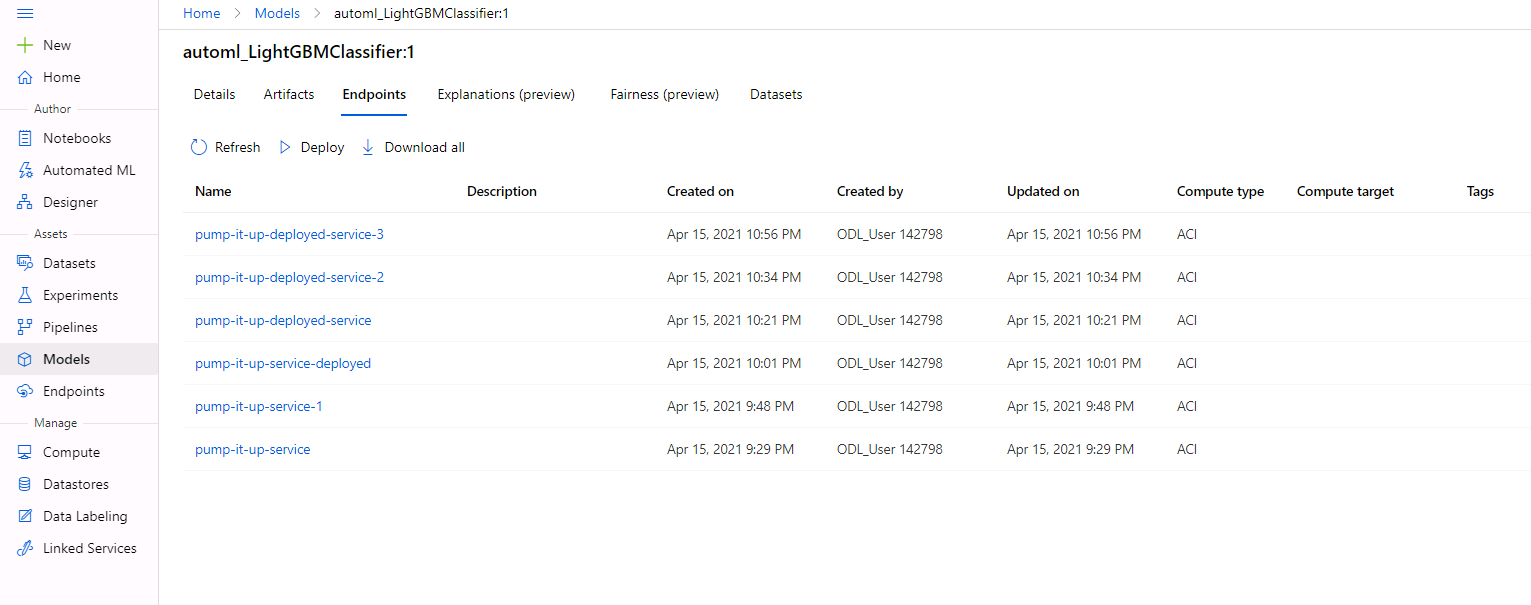 Home > Models > automl_LightGBMClassifier:1
New
Home
Author
Notebooks
Automated ML
Designer
Assets
Datasets
Experiments
Pipelines
Models
Endpoints
Manage
Compute
Datastores
Data Labeling
Linked Services
automl_LightGBMClassifier:1
Details Artifacts Endpoints Explanations (preview) Fairness (preview) Datasets
Refresh Deploy Download all
Name Description Created on Created by Updated on Compute type Compute target Tags
pump-it-up-deployed-service-3 Apr 15, 2021 10:56 PM ODL_User 142798 Apr 15, 2021 10:56 PM ACI
pump-it-up-deployed-service-2 Apr 15, 2021 10:34 PM ODL_User 142798 Apr 15, 2021 10:34 PM ACI
pump-it-up-deployed-service Apr 15, 2021 10:21 PM ODL_User 142798 Apr 15, 2021 10:21 PM ACI
pump-it-up-service-deployed Apr 15, 2021 10:01 PM ODL_User 142798 Apr 15, 2021 10:01 PM ACI
pump-it-up-service-1 Apr 15, 2021 9:48 PM ODL_User 142798 Apr 15, 2021 9:48 PM ACI
pump-it-up-service Apr 15, 2021 9:29 PM ODL_User 142798 Apr 15, 2021 9:29 PM ACI